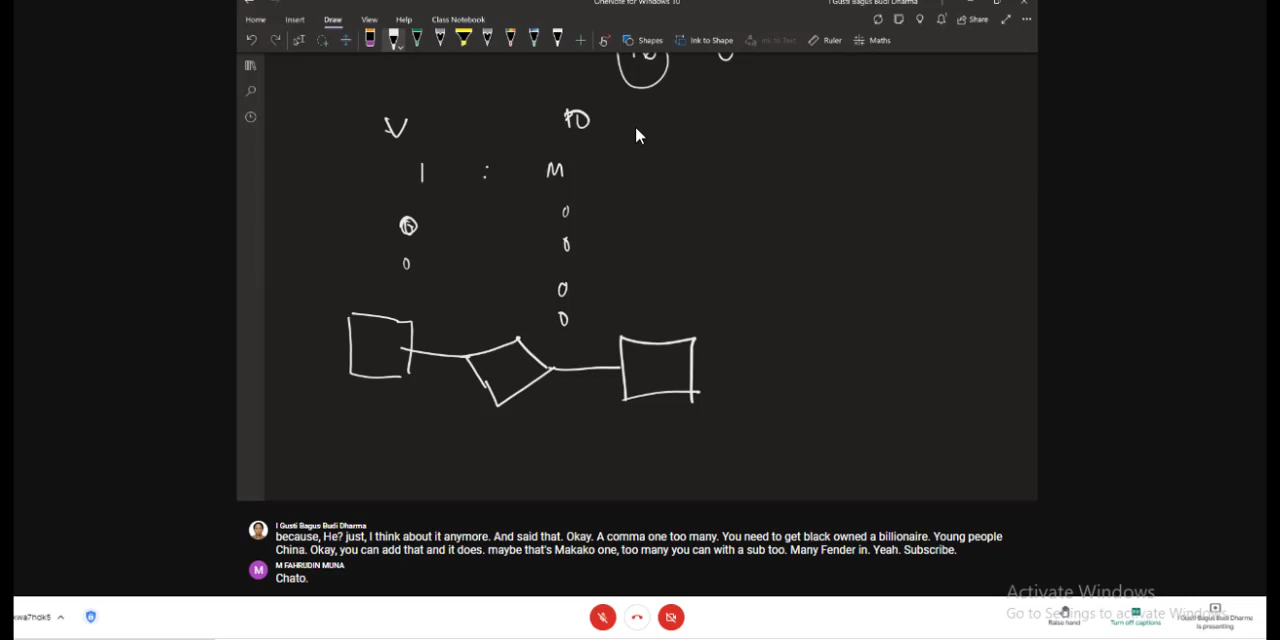 OneNote for Windows 10
I Gusti Bagus Budi Dharma
Home Insert Draw View Help Class Notebook
Share
Shapes Ink to Shape Ink to Text Ruler Maths
V
1 : M
I Gusti Bagus Budi Dharma
because, He? just, I think about it anymore. And said that. Okay. A comma one too many. You need to get black owned a billionaire. Young people
China. Okay, you can add that and it does. maybe that's Makako one, too many you can with a sub too. Many Fender in. Yeah. Subscribe.
M
M FAHRUDIN MUNA
Chato.
Activate Windows
Go to Settings to activate Windows.
xwa7hdk5
Raise hand
Turn off captions
I Gusti Bagus Budi Dharma
is presenting